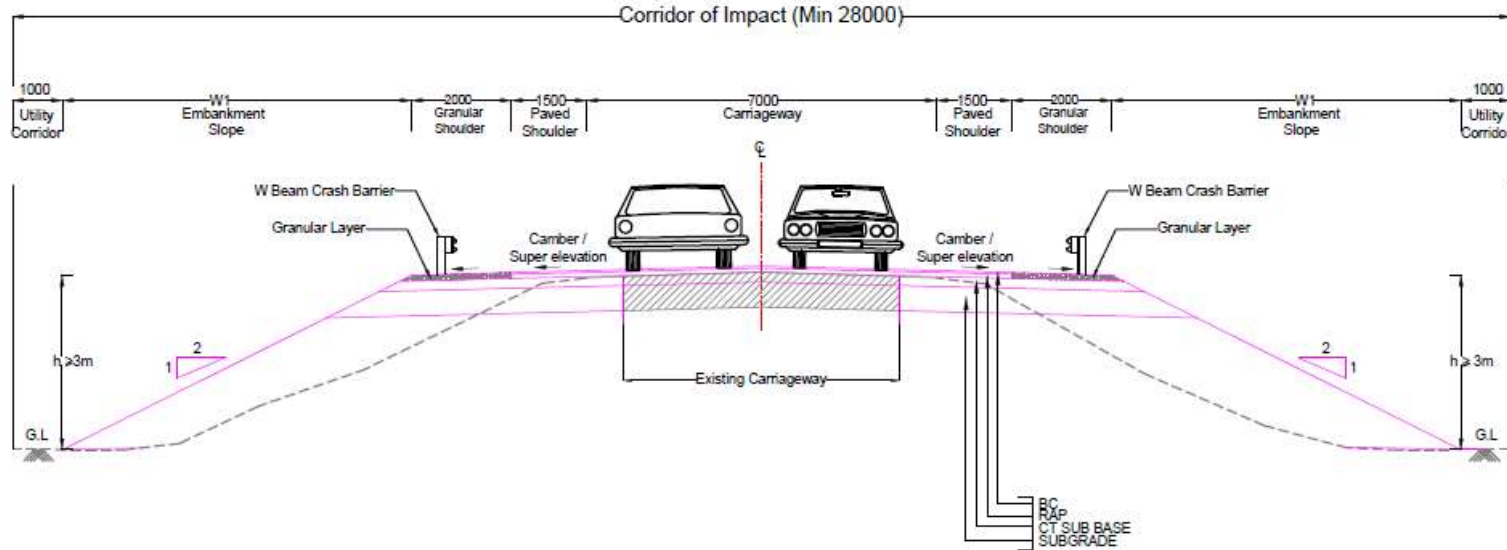 Corridor of Impact (Min 28000)
1000 W1 2000 1500 7000 1500 2000 W1 1000
Utility Corridor
Embankment Slope
Granular Shoulder
Paved Shoulder
Carriageway
Paved Shoulder
Granular Shoulder
Embankment Slope
Utility Corrido
℄
W Beam Crash Barrier
W Beam Crash Barrier
Granular Layer
Granular Layer
Camber /
Super elevation
Camber /
Super elevation
2
1
h ⩾3m
Existing Carriageway
2
1
h ⩾3m
G.L
G.L
BC
RAP
CT SUB BASE
SUBGRADE